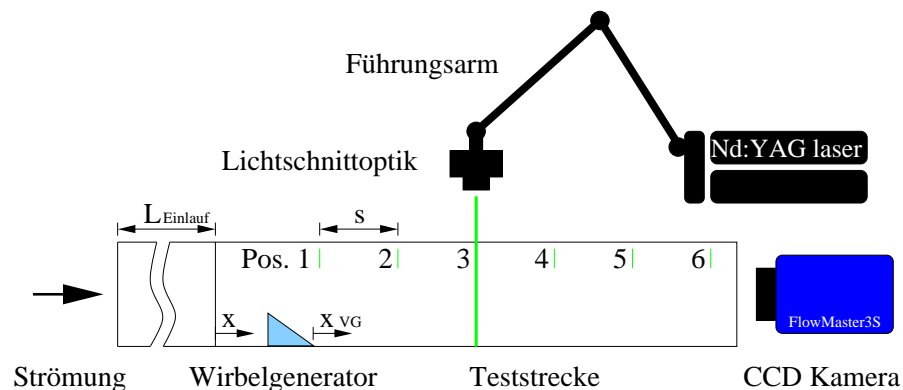 Führungsarm
Nd:YAG laser
Lichtschnittoptik
L Einlauf
s
Pos. 1 2 3 4 5 6
x x VG
FlowMaster3S
Strömung Wirbelgenerator Teststrecke CCD Kamera